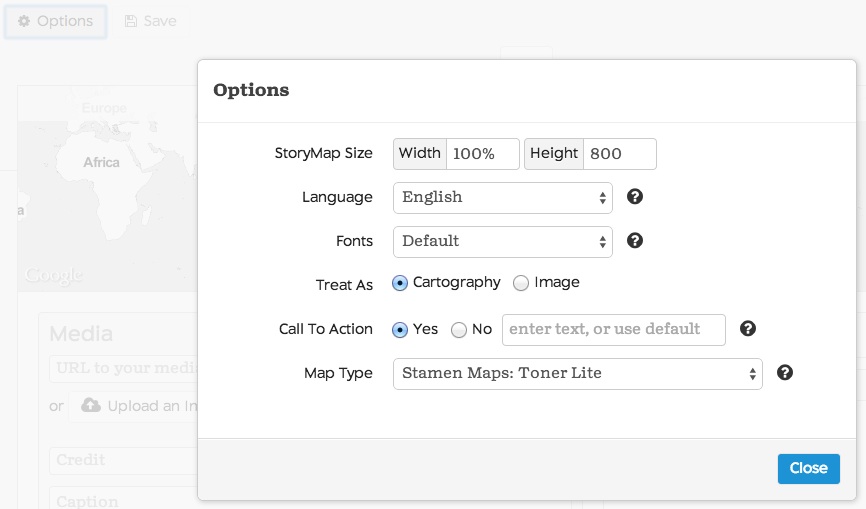 Options Save
Europe
Africa
a
Google
Media
URL to your media
or Upload an Im
Credit
Caption
Options
StoryMap Size Width 100% Height 800
Language English ?
Fonts Default ?
Treat As Cartography Image
Call To Action Yes No enter text, or use default ?
Map Type Stamen Maps: Toner Lite ?
Close